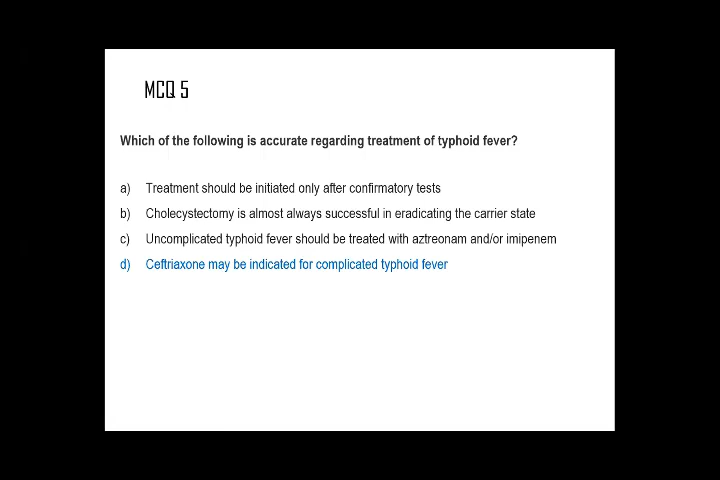 MCQ 5
Which of the following is accurate regarding treatment of typhoid fever?
a) Treatment should be initiated only after confirmatory tests
b) Cholecystectomy is almost always successful in eradicating the carrier state
c) Uncomplicated typhoid fever should be treated with aztreonam and/or imipenem
d) Ceftriaxone may be indicated for complicated typhoid fever